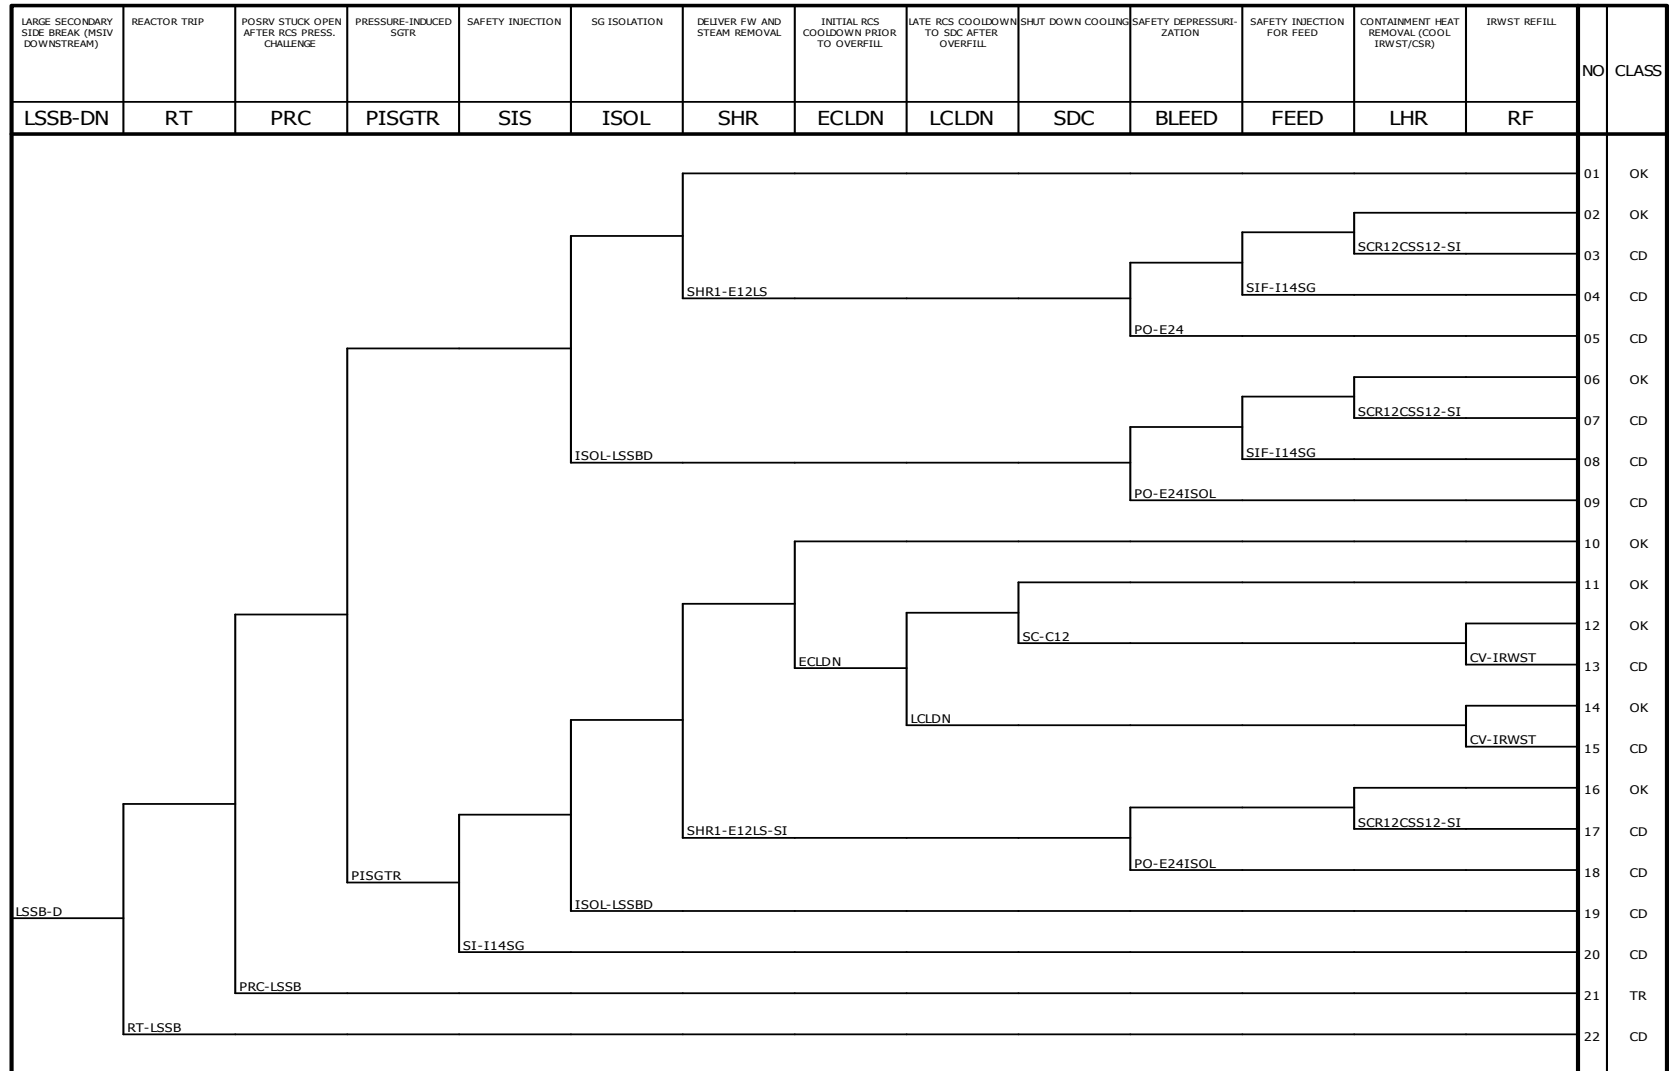 LARGE SECONDARY
SIDE BREAK (MSIV
DOWNSTREAM)
REACTOR TRIP
POSRV STUCK OPEN
AFTER RCS PRESS.
CHALLENGE
PRESSURE-INDUCED
SGTR
SAFETY INJECTION
SG ISOLATION
DELIVER FW AND
STEAM REMOVAL
INITIAL RCS
COOLDOWN PRIOR
TO OVERFILL
LATE RCS COOLDOWN
TO SDC AFTER
OVERFILL
SHUT DOWN COOLING
SAFETY DEPRESSURI-
ZATION
SAFETY INJECTION
FOR FEED
CONTAINMENT HEAT
REMOVAL (COOL
IRWST/CSR)
IRWST REFILL
NO CLASS
LSSB-DN RT PRC PISGTR SIS ISOL SHR ECLDN LCLDN SDC BLEED FEED LHR RF
01 OK
02 OK
SCR12CSS12-SI
03 CD
SHR1-E12LS
SIF-I14SG
04 CD
PO-E24
05 CD
06 OK
SCR12CSS12-SI
07 CD
ISOL-LSSBD
SIF-I14SG
08 CD
PO-E24ISOL
09 CD
10 OK
11 OK
12 OK
SC-C12
ECLDN
CV-IRWST
13 CD
14 OK
LCLDN
CV-IRWST
15 CD
16 OK
SHR1-E12LS-SI
SCR12CSS12-SI
17 CD
PO-E24ISOL
18 CD
PISGTR
LSSB-D
ISOL-LSSBD
19 CD
SI-I14SG
20 CD
PRC-LSSB
21 TR
RT-LSSB
22 CD